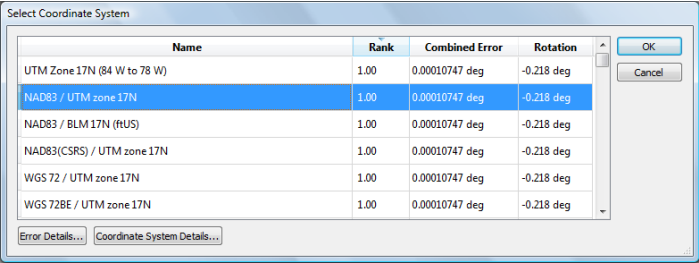 Select Coordinate System
Name Rank Combined Error Rotation
UTM Zone 17N (84 W to 78 W) 1.00 0.00010747 deg -0.218 deg
NAD83 / UTM zone 17N 1.00 0.00010747 deg -0.218 deg
NAD83 / BLM 17N (ftUS) 1.00 0.00010747 deg -0.218 deg
NAD83(CSRS) / UTM zone 17N 1.00 0.00010747 deg -0.218 deg
WGS 72 / UTM zone 17N 1.00 0.00010747 deg -0.218 deg
WGS 72BE / UTM zone 17N 1.00 0.00010747 deg -0.218 deg
OK
Cancel
Error Details... Coordinate System Details...